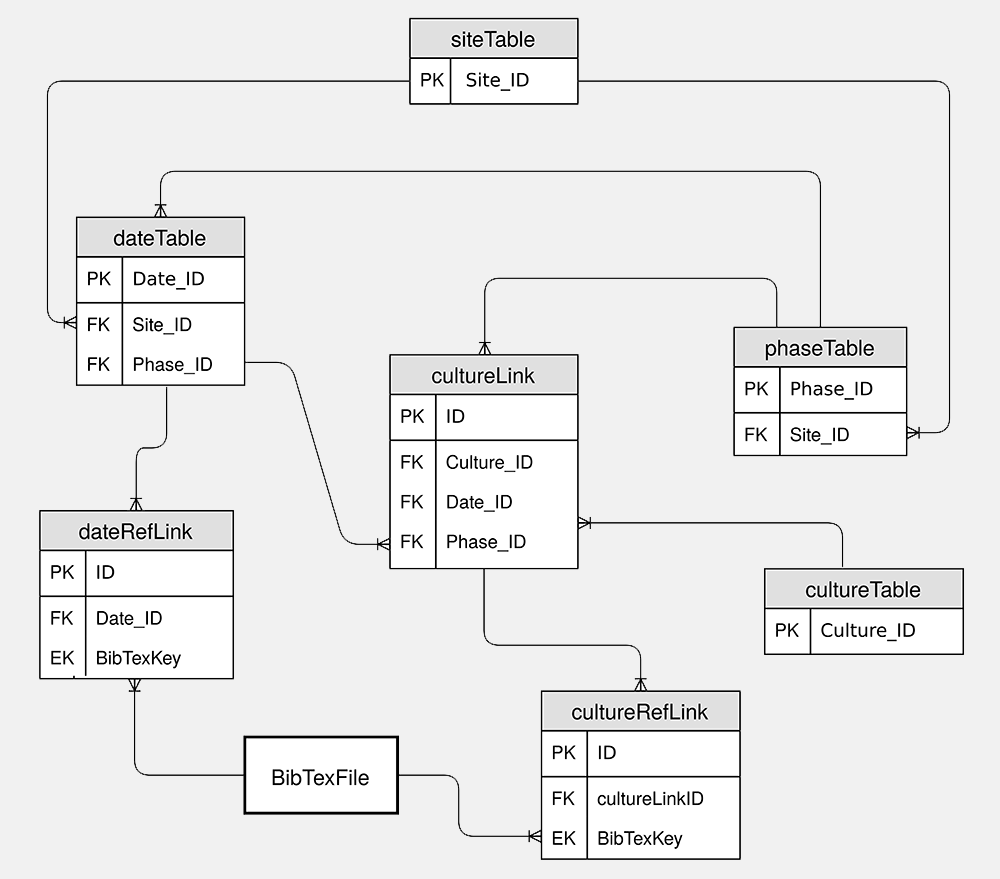 siteTable
PK Site_ID
dateTable
PK Date_ID
FK Site_ID
FK Phase_ID
phaseTable
PK Phase_ID
FK Site_ID
cultureLink
PK ID
FK Culture_ID
FK Date_ID
FK Phase_ID
dateRefLink
PK ID
FK Date_ID
EK BibTexKey
cultureTable
PK Culture_ID
cultureRefLink
PK ID
FK cultureLinkID
EK BibTexKey
BibTexFile